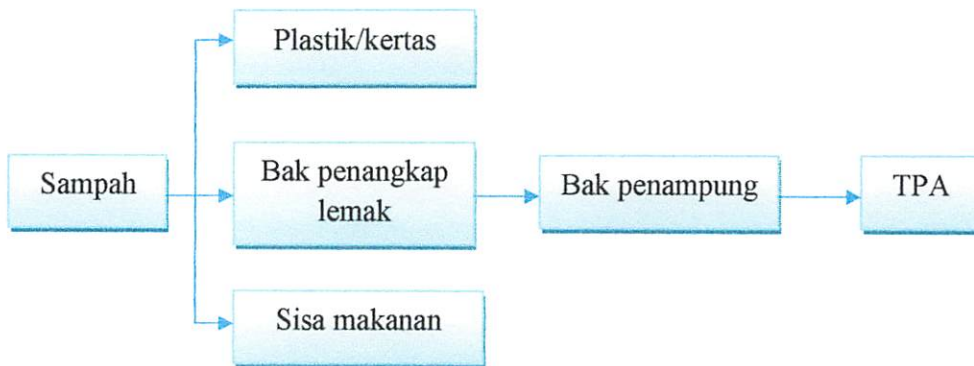 Plastik/kertas
Sampah
Bak penangkap
lemak
Bak penampung
TPA
Sisa makanan